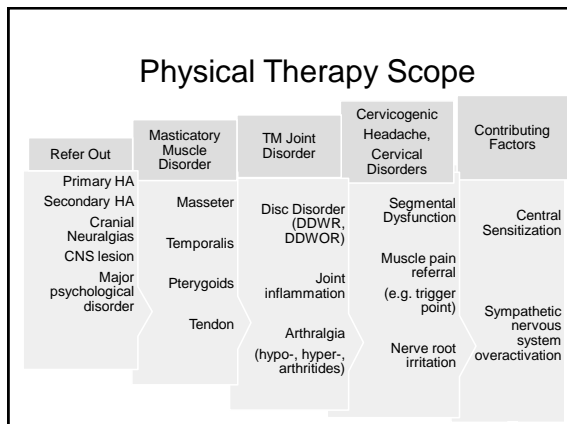 Physical Therapy Scope
Refer Out
Primary HA
Secondary HA
Cranial
Neuralgias
CNS lesion
Major
psychological
disorder
Masticatory
Muscle
Disorder
Masseter
Temporalis
Pterygoids
Tendon
TM Joint
Disorder
Disc Disorder
(DDWR,
DDWOR)
Joint
inflammation
Arthralgia
(hypo-, hyper-,
arthritides)
Cervicogenic
Headache,
Cervical
Disorders
Segmental
Dysfunction
Muscle pain
referral
(e.g. trigger
point)
Nerve root
irritation
Contributing
Factors
Central
Sensitization
Sympathetic
nervous
system
overactivation